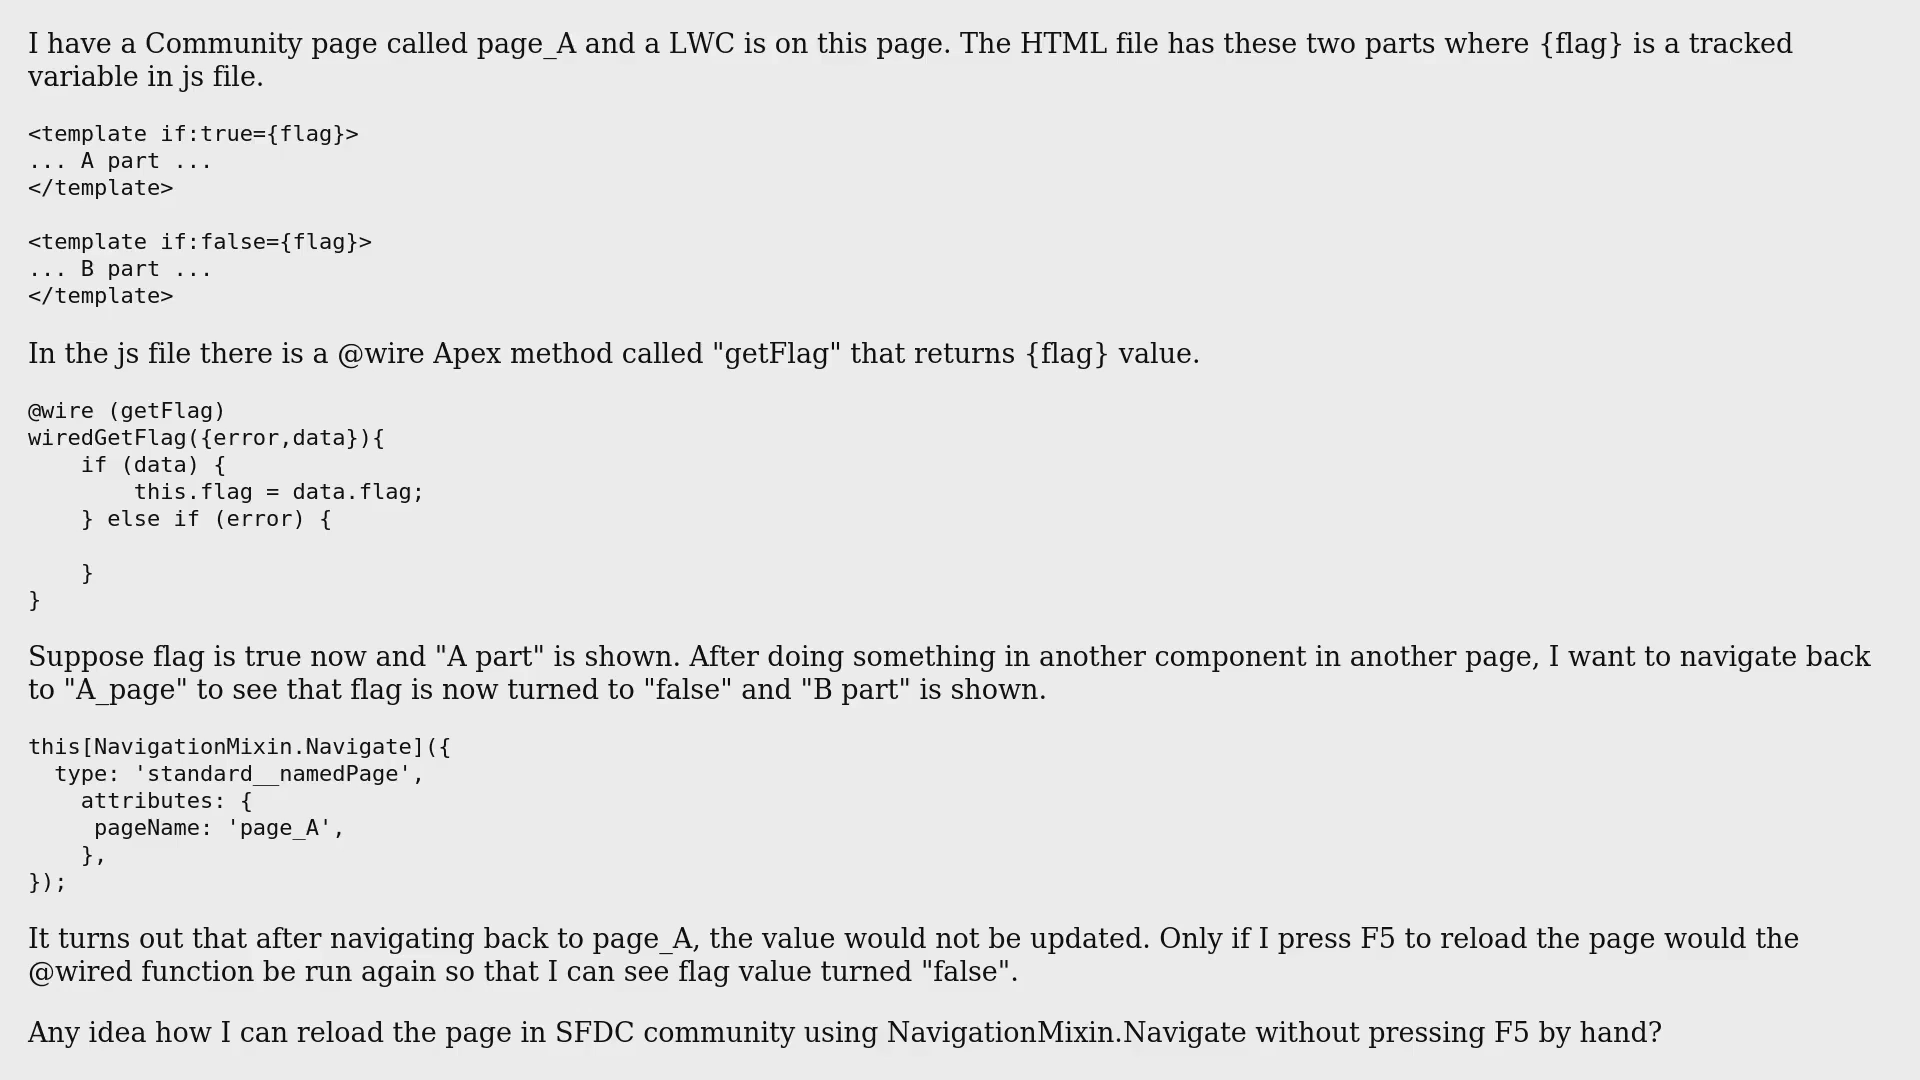 I have a Community page called page_A and a LWC is on this page. The HTML file has these two parts where {flag} is a tracked
variable in js file.
<template if:true={flag}>
... A part ...
</template>
<template if:false={flag}>
... B part ...
</template>
In the js file there is a @wire Apex method called "getFlag" that returns {flag} value.
@wire (getFlag)
wiredGetFlag({error,data}){
    if (data) {
        this.flag = data.flag;
    } else if (error) {
    }
}
Suppose flag is true now and "A part" is shown. After doing something in another component in another page, I want to navigate back
to "A_page" to see that flag is now turned to "false" and "B part" is shown.
this[NavigationMixin.Navigate]({
  type: 'standard__namedPage',
    attributes: {
     pageName: 'page_A',
    },
});
It turns out that after navigating back to page_A, the value would not be updated. Only if I press F5 to reload the page would the
@wired function be run again so that I can see flag value turned "false".
Any idea how I can reload the page in SFDC community using NavigationMixin.Navigate without pressing F5 by hand?